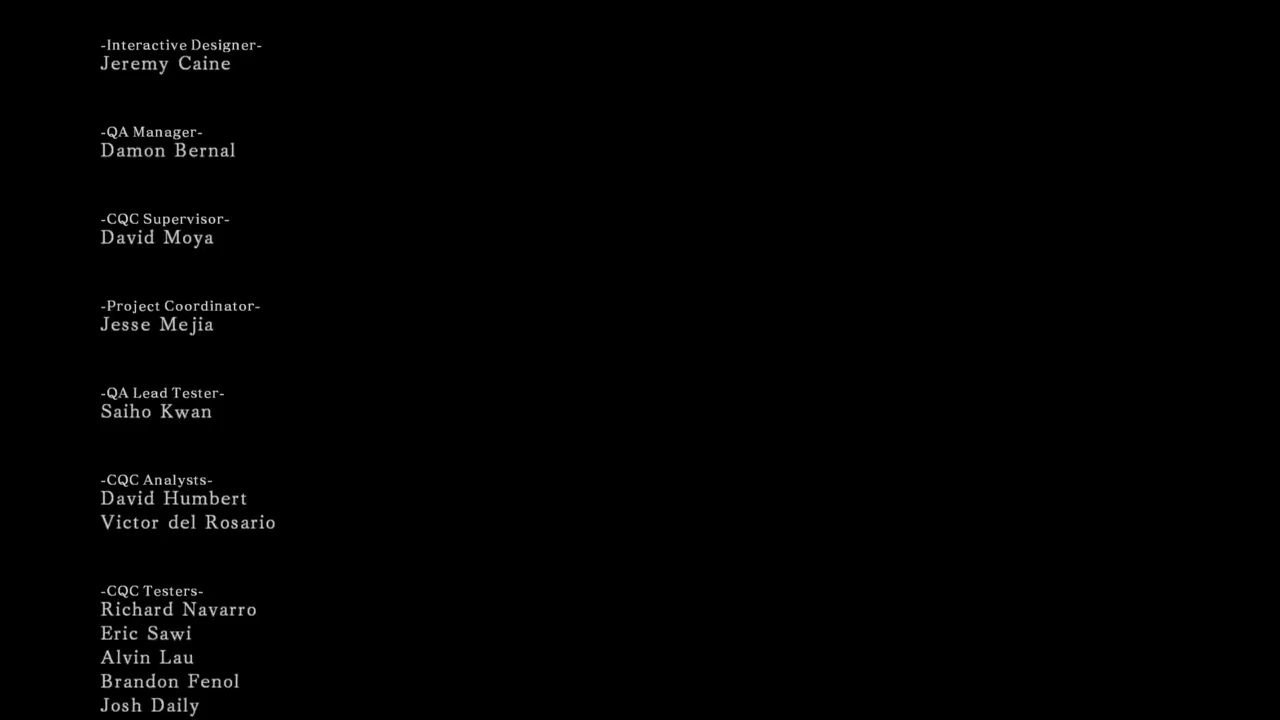 -Interactive Designer-
Jeremy Caine
-QA Manager-
Damon Bernal
-CQC Supervisor-
David Moya
-Project Coordinator-
Jesse Mejia
-QA Lead Tester-
Saiho Kwan
-CQC Analysts-
David Humbert
Victor del Rosario
-CQC Testers-
Richard Navarro
Eric Sawi
Alvin Lau
Brandon Fenol
Josh Daily